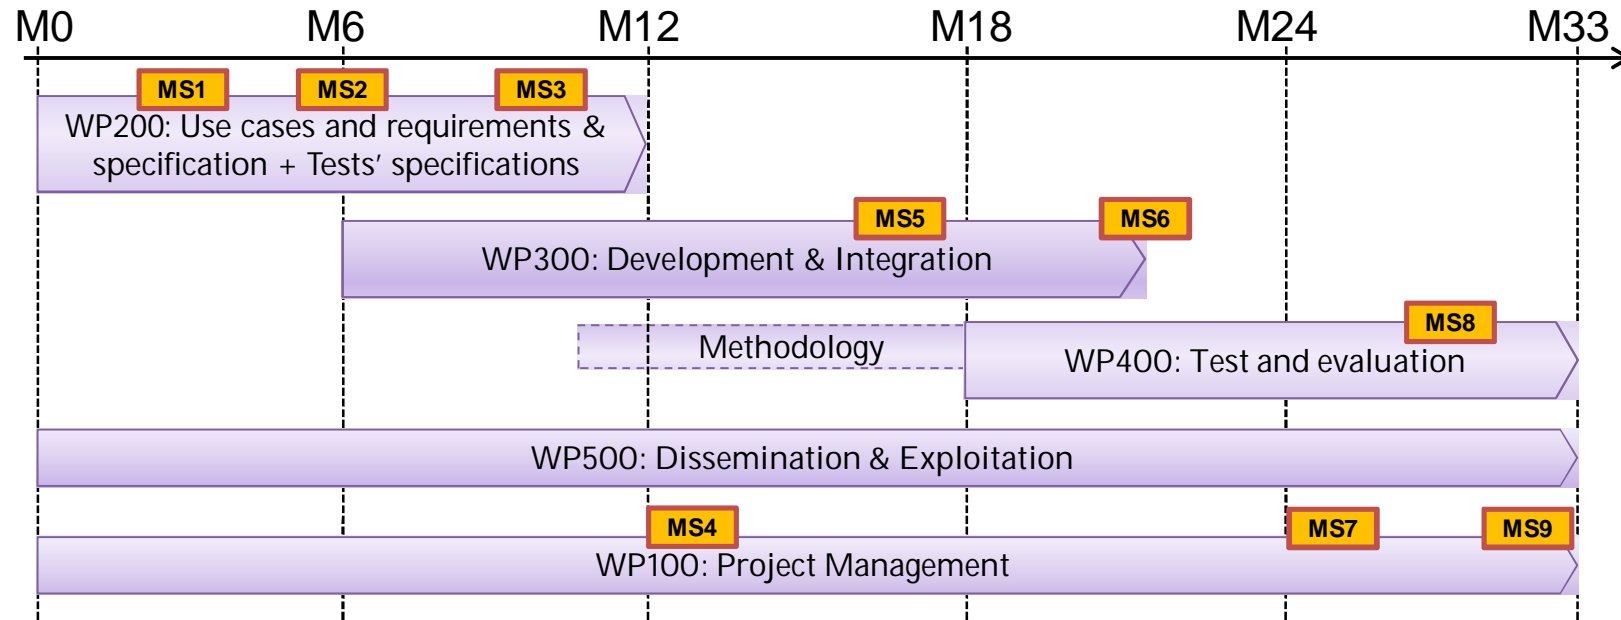 M0 M6 M12 M18 M24 M33
MS1 MS2 MS3
WP200: Use cases and requirements &
specification + Tests' specifications
MS5 MS6
WP300: Development & Integration
MS8
Methodology
WP400: Test and evaluation
WP500: Dissemination & Exploitation
MS4 MS7 MS9
WP100: Project Management